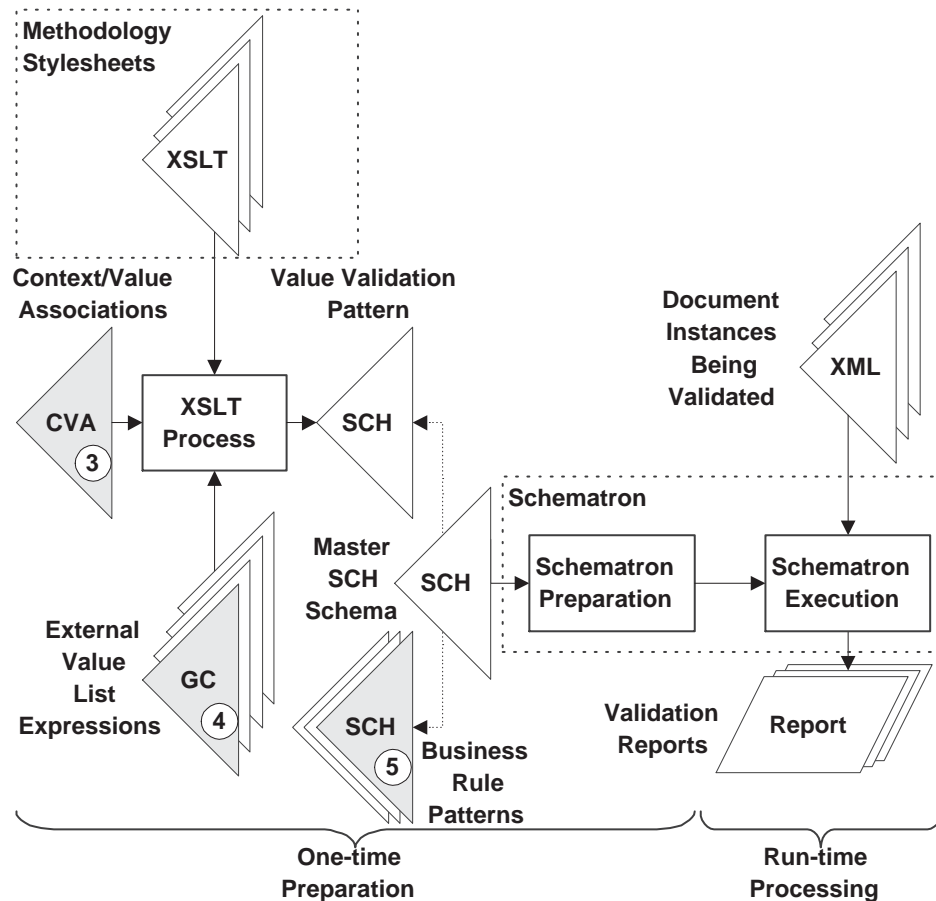 Methodology
Stylesheets
XSLT
Context/Value
Associations
Value Validation
Pattern
Document
Instances
Being
Validated
XML
CVA
3
XSLT
Process
SCH
Schematron
Master
SCH
Schema
SCH
Schematron
Preparation
Schematron
Execution
External
Value
List
Expressions
GC
4
SCH
5
Business
Rule
Patterns
Validation
Reports
Report
One-time
Preparation
Run-time
Processing